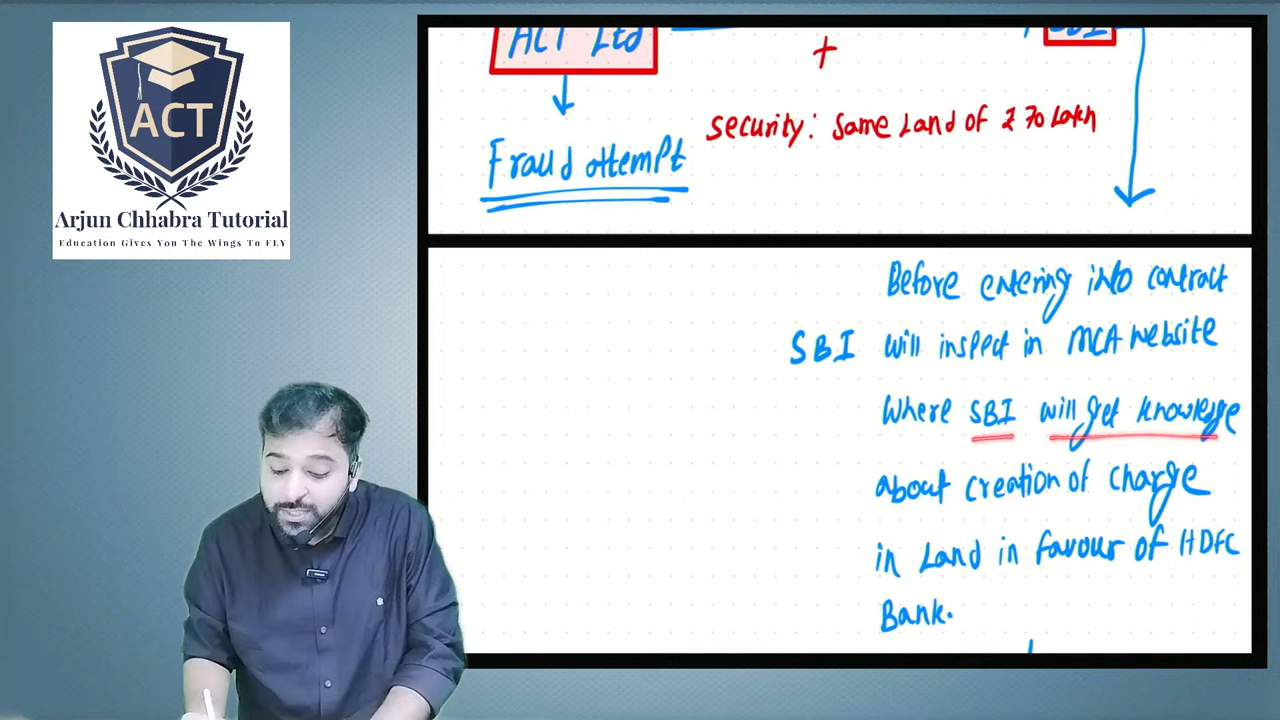 ACT
Arjun Chhabra Tutorial
Education Gives You The Wings To FLY
ACT Ltd
SBI
+
Security: Same Land of ₹ 70 Lakh
Fraud attempt
Before entering into contract
SBI will inspect in MCA website
Where SBI will get knowledge
about creation of charge
in Land in favour of HDFC
Bank.